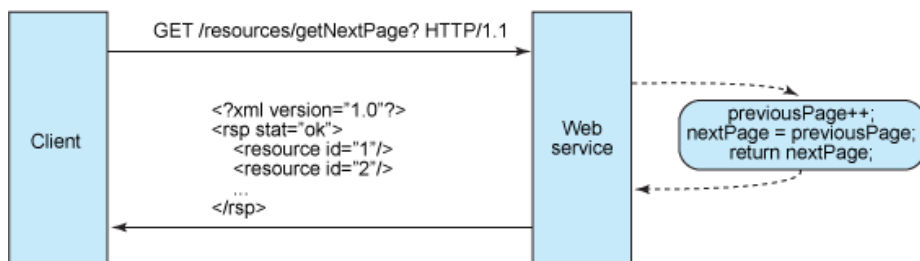 GET /resources/getNextPage? HTTP/1.1
Client
<?xml version="1.0"?>
<rsp stat="ok">
<resource id="1"/>
<resource id="2"/>
...
</rsp>
Web
service
previousPage++;
nextPage = previousPage;
return nextPage;